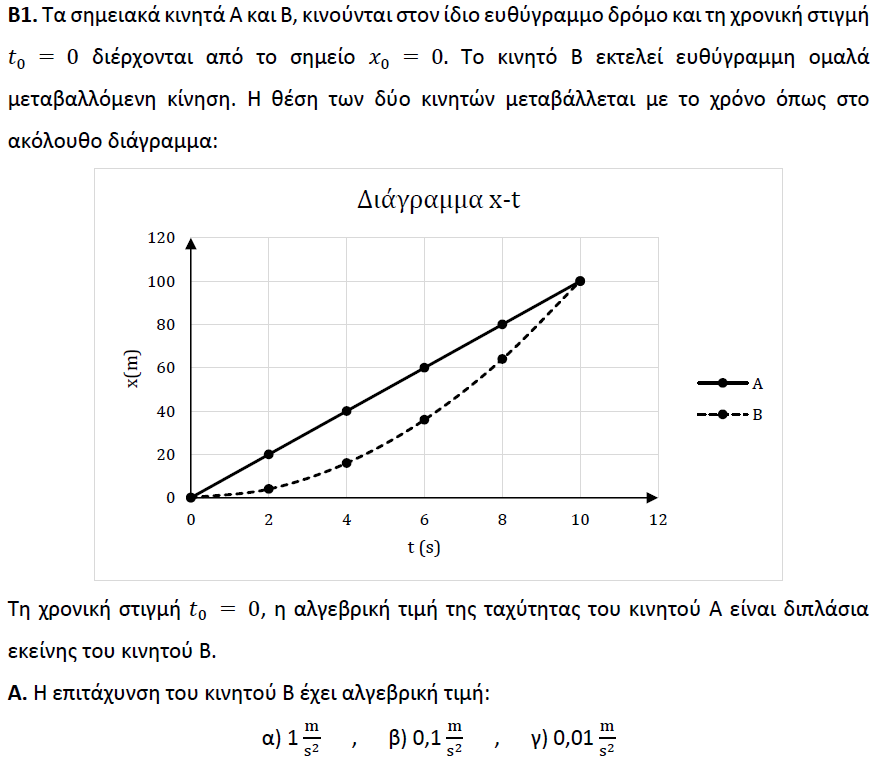 Β1. Τα σημειακά κινητά Α και Β, κινούνται στον ίδιο ευθύγραμμο δρόμο και τη χρονική στιγμή
t₀ = 0 διέρχονται από το σημείο x₀ = 0. Το κινητό Β εκτελεί ευθύγραμμη ομαλά
μεταβαλλόμενη κίνηση. Η θέση των δύο κινητών μεταβάλλεται με το χρόνο όπως στο
ακόλουθο διάγραμμα:
Διάγραμμα x-t
120
100
80
60
40
20
0
x(m)
0 2 4 6 8 10 12
t (s)
A
B
Τη χρονική στιγμή t₀ = 0, η αλγεβρική τιμή της ταχύτητας του κινητού Α είναι διπλάσια
εκείνης του κινητού Β.
Α. Η επιτάχυνση του κινητού Β έχει αλγεβρική τιμή:
α) 1 m/s² , β) 0,1 m/s² , γ) 0,01 m/s²